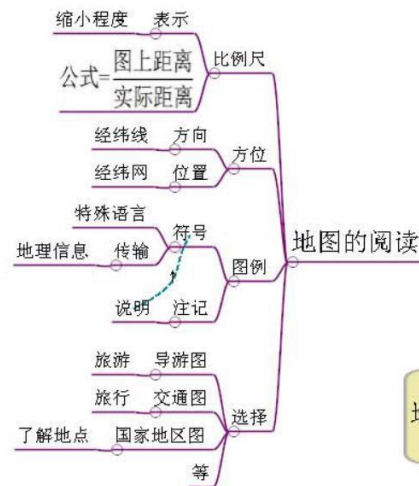 缩小程度 表示
公式=图上距离/实际距离
比例尺
经纬线 方向
经纬网 位置
方位
特殊语言
符号
地理信息 传输
图例
说明 注记
地图的阅读
旅游 导游图
旅行 交通图
选择
了解地点 国家地区图
等